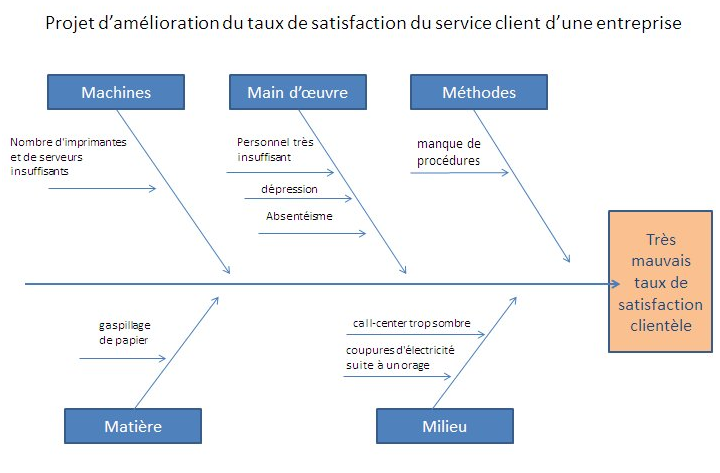 Projet d'amélioration du taux de satisfaction du service client d'une entreprise
Machines
Main d'œuvre
Méthodes
Nombre d'imprimantes
et de serveurs
insuffisants
Personnel très
insuffisant
dépression
Absentéisme
manque de
procédures
Très
mauvais
taux de
satisfaction
clientèle
gaspillage
de papier
call-center trop sombre
coupures d'électricité
suite à un orage
Matière
Milieu